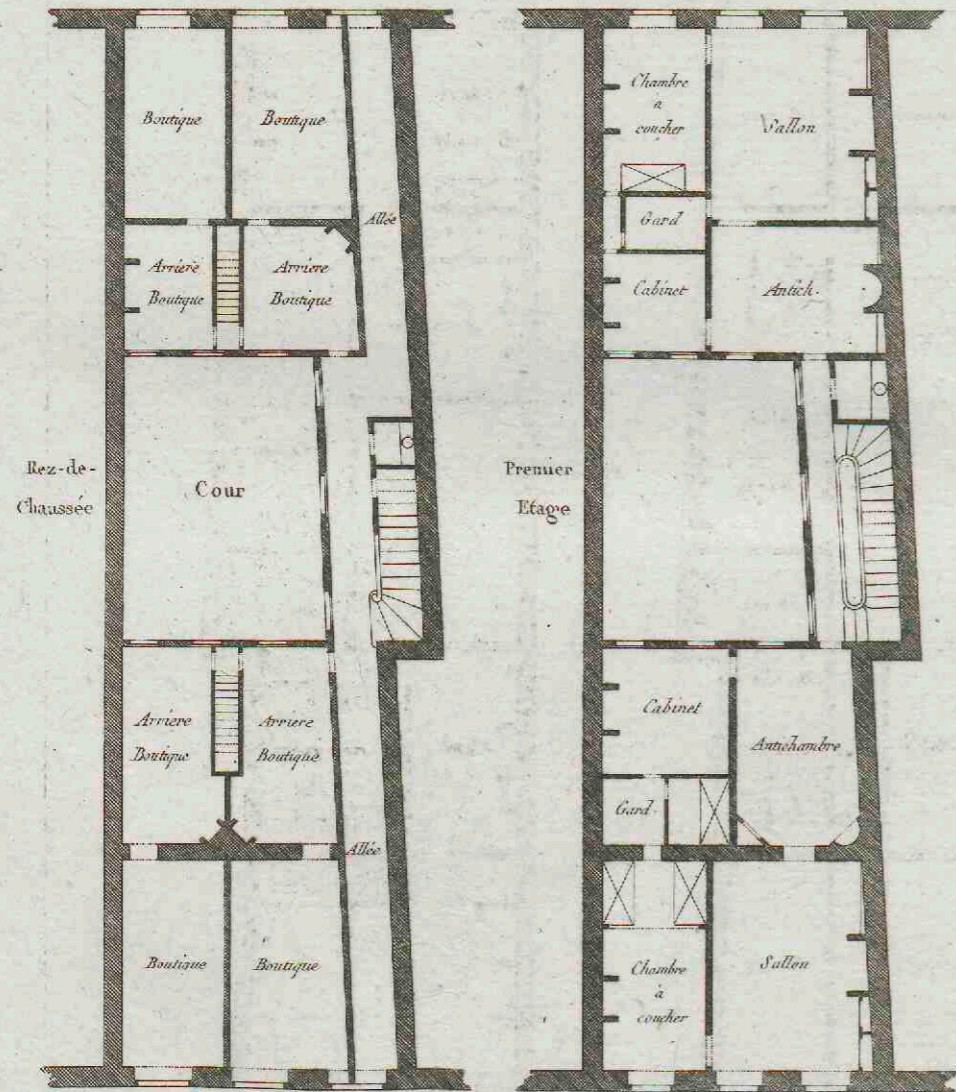 Rez-de-
Chaussée
Boutique
Boutique
Allée
Arriere
Boutique
Arriere
Boutique
Cour
Arriere
Boutique
Arriere
Boutique
Allée
Boutique
Boutique
Premier
Etage
Chambre
à
coucher
Sallon
Gard
Cabinet
Antich.
Cabinet
Antichambre
Gard.
Chambre
à
coucher
Sallon